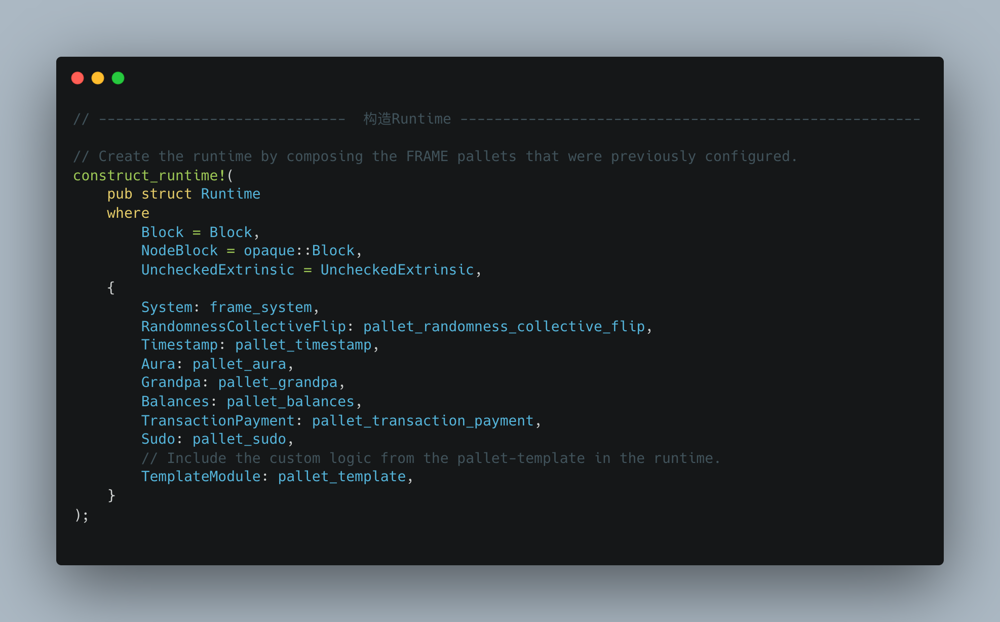 // -----------------------------  构造Runtime ------------------------------------------------------
// Create the runtime by composing the FRAME pallets that were previously configured.
construct_runtime!(
    pub struct Runtime
    where
        Block = Block,
        NodeBlock = opaque::Block,
        UncheckedExtrinsic = UncheckedExtrinsic,
    {
        System: frame_system,
        RandomnessCollectiveFlip: pallet_randomness_collective_flip,
        Timestamp: pallet_timestamp,
        Aura: pallet_aura,
        Grandpa: pallet_grandpa,
        Balances: pallet_balances,
        TransactionPayment: pallet_transaction_payment,
        Sudo: pallet_sudo,
        // Include the custom logic from the pallet-template in the runtime.
        TemplateModule: pallet_template,
    }
);